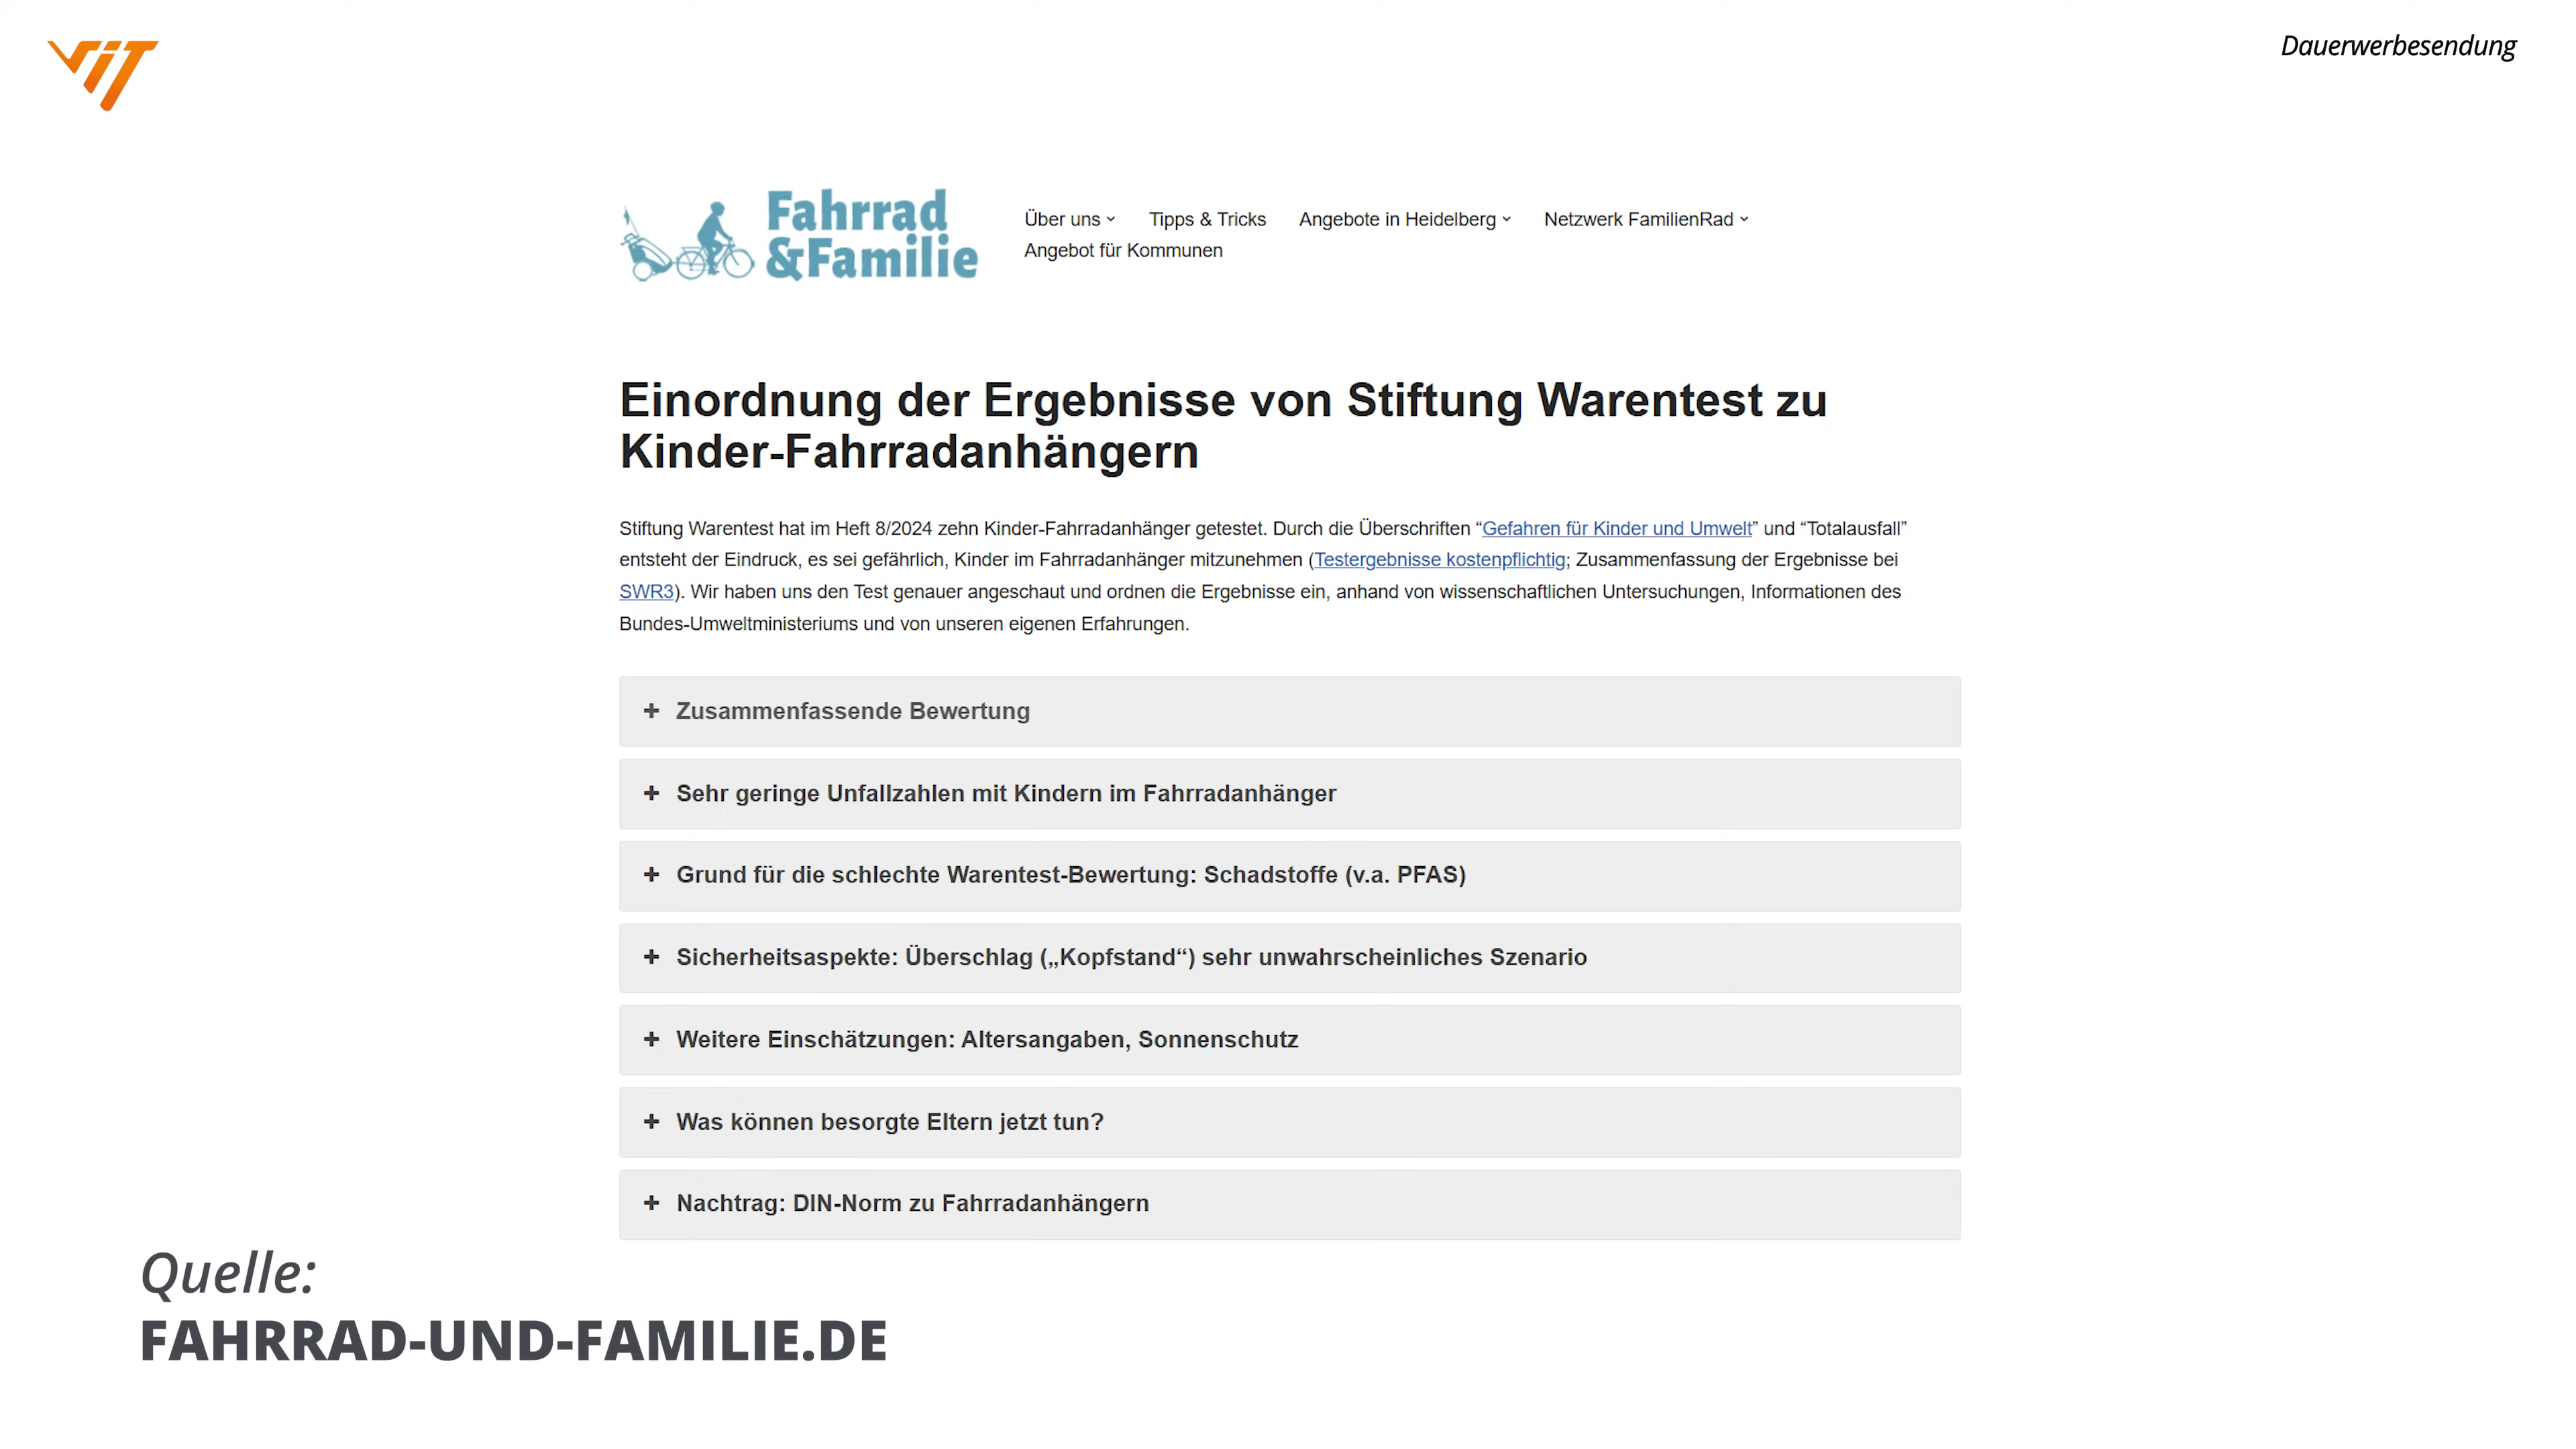 ViT
Dauerwerbesendung
Fahrrad
&Familie
Über uns
Tipps & Tricks
Angebote in Heidelberg
Netzwerk FamilienRad
Angebot für Kommunen
Einordnung der Ergebnisse von Stiftung Warentest zu
Kinder-Fahrradanhängern
Stiftung Warentest hat im Heft 8/2024 zehn Kinder-Fahrradanhänger getestet. Durch die Überschriften “Gefahren für Kinder und Umwelt” und “Totalausfall”
entsteht der Eindruck, es sei gefährlich, Kinder im Fahrradanhänger mitzunehmen (Testergebnisse kostenpflichtig; Zusammenfassung der Ergebnisse bei
SWR3). Wir haben uns den Test genauer angeschaut und ordnen die Ergebnisse ein, anhand von wissenschaftlichen Untersuchungen, Informationen des
Bundes-Umweltministeriums und von unseren eigenen Erfahrungen.
+ Zusammenfassende Bewertung
+ Sehr geringe Unfallzahlen mit Kindern im Fahrradanhänger
+ Grund für die schlechte Warentest-Bewertung: Schadstoffe (v.a. PFAS)
+ Sicherheitsaspekte: Überschlag („Kopfstand“) sehr unwahrscheinliches Szenario
+ Weitere Einschätzungen: Altersangaben, Sonnenschutz
+ Was können besorgte Eltern jetzt tun?
+ Nachtrag: DIN-Norm zu Fahrradanhängern
Quelle:
FAHRRAD-UND-FAMILIE.DE